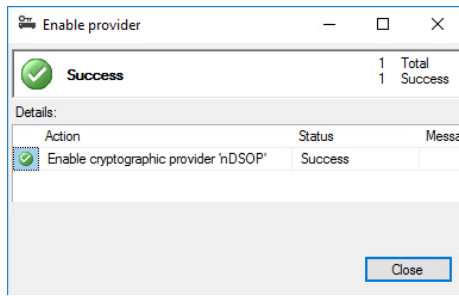 Enable provider
Success
1 Total
1 Success
Details:
Action Status Messa
Enable cryptographic provider 'nDSOP' Success
Close